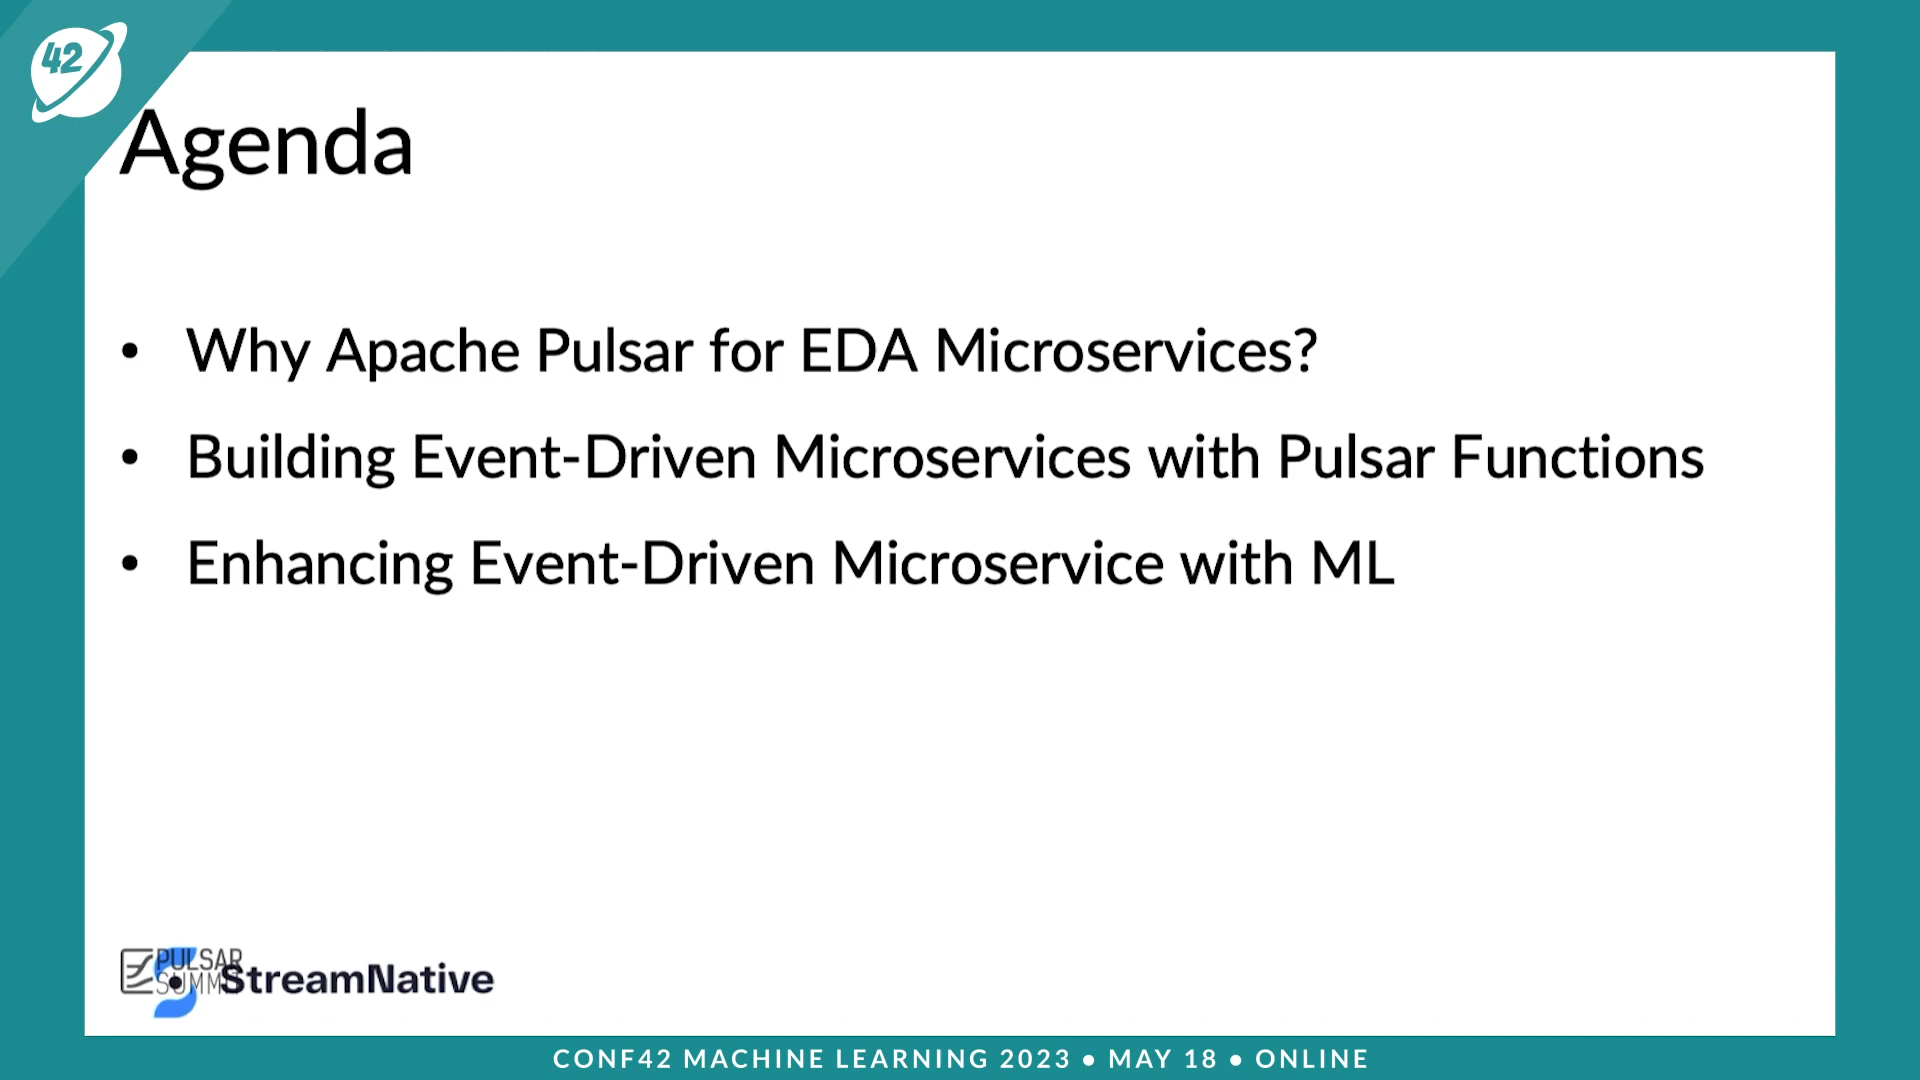 42
Agenda
• Why Apache Pulsar for EDA Microservices?
• Building Event-Driven Microservices with Pulsar Functions
• Enhancing Event-Driven Microservice with ML
PULSAR
StreamNative
CONF42 MACHINE LEARNING 2023 • MAY 18 • ONLINE